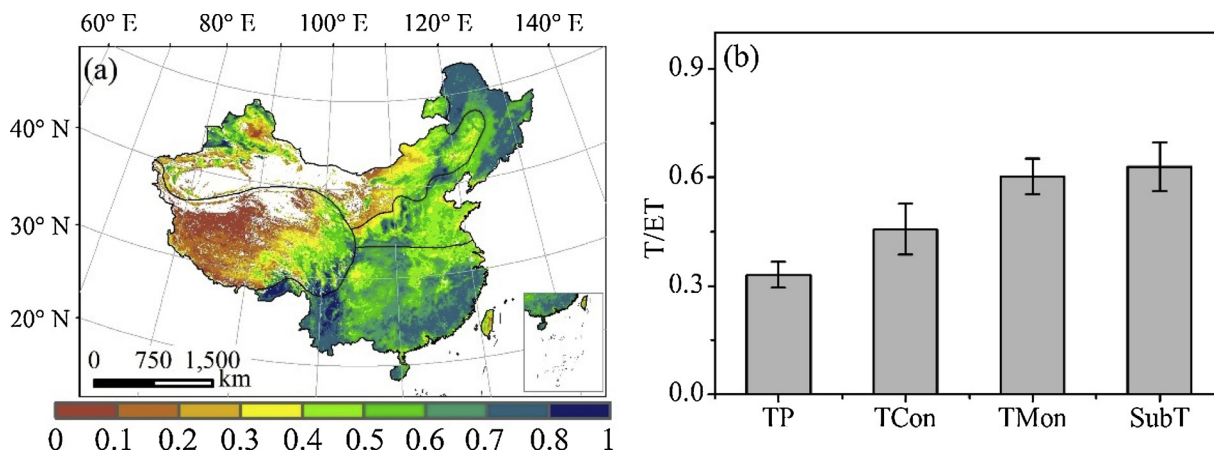 60° E 80° E 100° E 120° E 140° E
(a)
40° N
30° N
20° N
0 750 1,500
km
0 0.1 0.2 0.3 0.4 0.5 0.6 0.7 0.8 1
(b)
T/ET
0.9
0.6
0.3
0.0
TP TCon TMon SubT